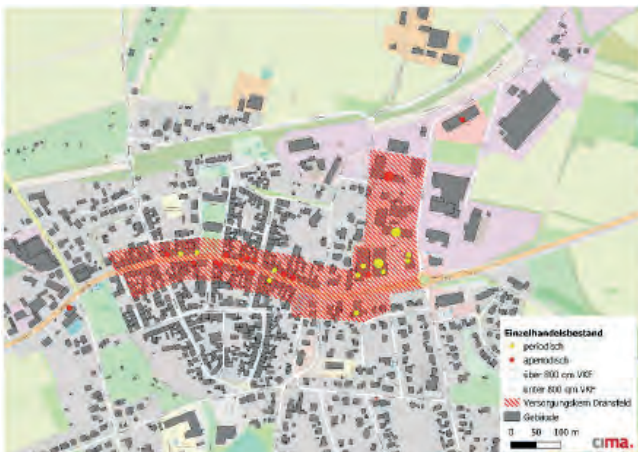 Einzelhandelsbestand
periodisch
aperiodisch
über 800 qm VKF
unter 800 qm VKF
Versorgungskern Dransfeld
Gebäude
0 50 100 m
cima.